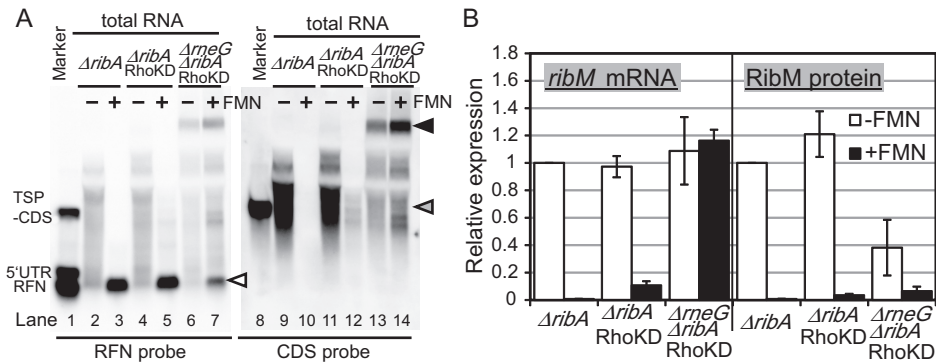 A
total RNA
total RNA
Marker
ΔribA
ΔribA RhoKD
ΔrneG ΔribA RhoKD
Marker
ΔribA
ΔribA RhoKD
ΔrneG ΔribA RhoKD
− + − + − + FMN
− + − + − + FMN
TSP
-CDS
5'UTR
RFN
Lane 1 2 3 4 5 6 7 8 9 10 11 12 13 14
RFN probe
CDS probe
B
ribM mRNA
RibM protein
-FMN
+FMN
Relative expression
1.8
1.6
1.4
1.2
1
0.8
0.6
0.4
0.2
0
ΔribA
ΔribA RhoKD
ΔrneG ΔribA RhoKD
ΔribA
ΔribA RhoKD
ΔrneG ΔribA RhoKD